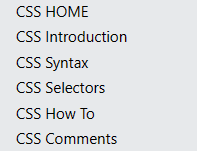 CSS HOME
CSS Introduction
CSS Syntax
CSS Selectors
CSS How To
CSS Comments